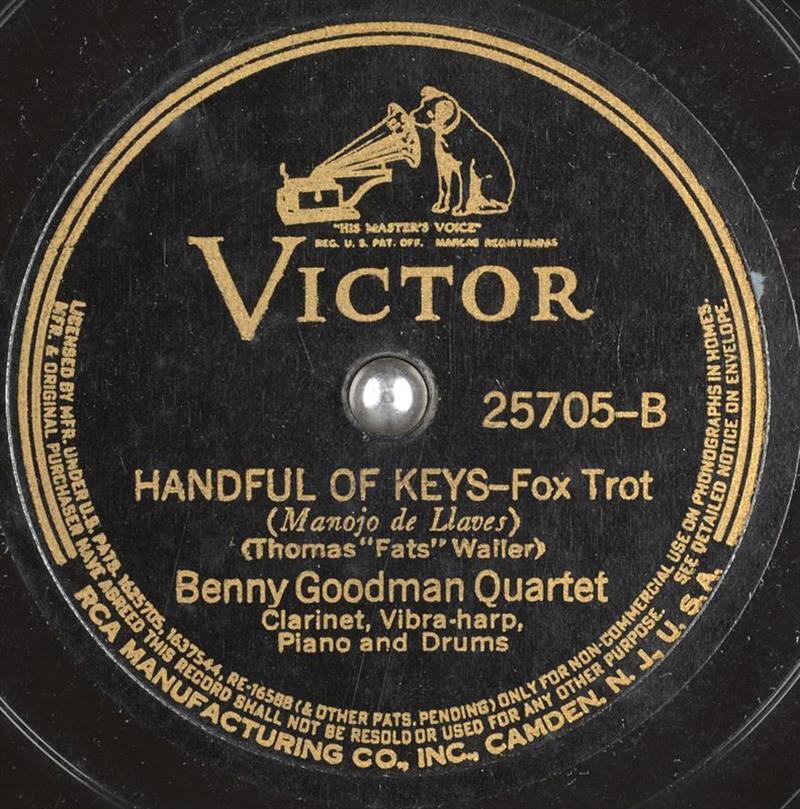 "HIS MASTER'S VOICE"
REG. U. S. PAT. OFF. MARCAS REGISTRADAS
VICTOR
25705-B
HANDFUL OF KEYS-Fox Trot
(Manojo de Llaves)
(Thomas "Fats" Waller)
Benny Goodman Quartet
Clarinet, Vibra-harp,
Piano and Drums
LICENSED BY MFR. UNDER U.S. PATS. 1625705, 1637544, RE-16588 (& OTHER PATS. PENDING) ONLY FOR NON-COMMERCIAL USE ON PHONOGRAPHS IN HOMES.
MFR. & ORIGINAL PURCHASER HAVE AGREED THIS RECORD SHALL NOT BE RESOLD OR USED FOR ANY OTHER PURPOSE. SEE DETAILED NOTICE ON ENVELOPE.
RCA MANUFACTURING CO., INC., CAMDEN, N. J., U. S. A.